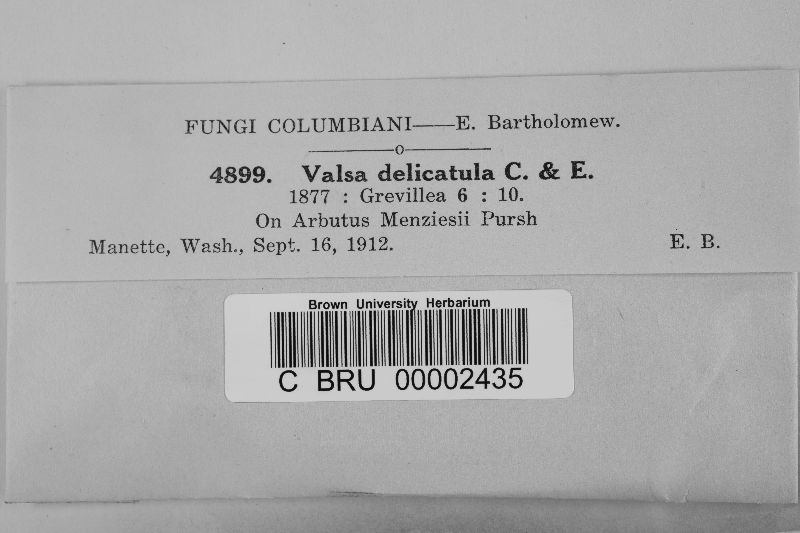 FUNGI COLUMBIANI——E. Bartholomew.
4899. Valsa delicatula C. & E.
1877 : Grevillea 6 : 10.
On Arbutus Menziesii Pursh
Manette, Wash., Sept. 16, 1912. E. B.
Brown University Herbarium
C BRU 00002435